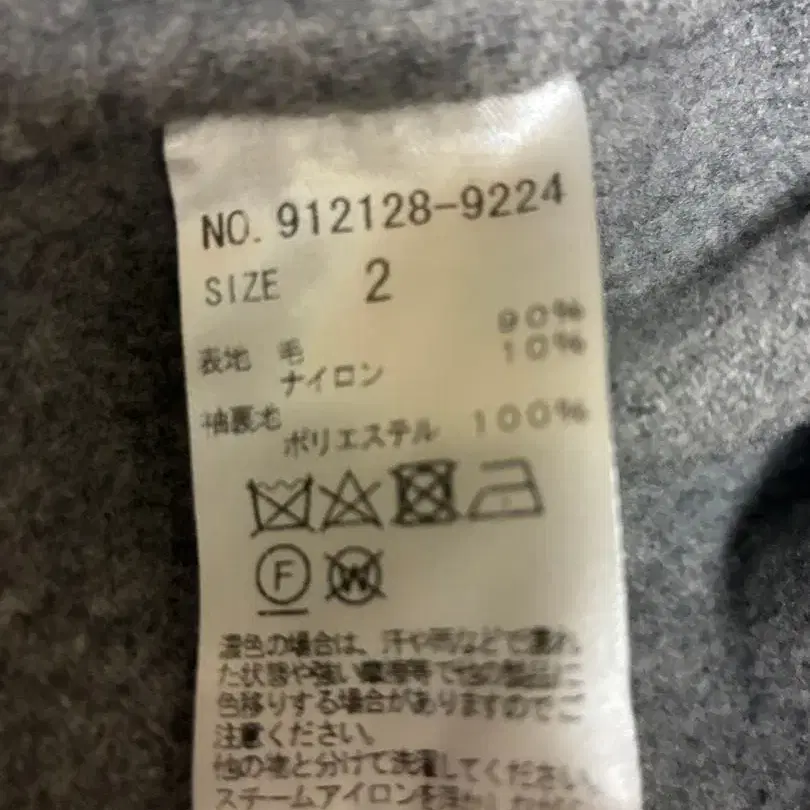 NO. 912128-9224
SIZE 2
表地 毛 90%
ナイロン 10%
袖裏地
ポリエステル 100%
F W
濃色の場合は、汗や雨などで濡れ
た状態や強い摩擦等で他の製品に
色移りする場合がありますのでご
注意ください。
他の物と分けて洗濯してください。
スチームアイロンを